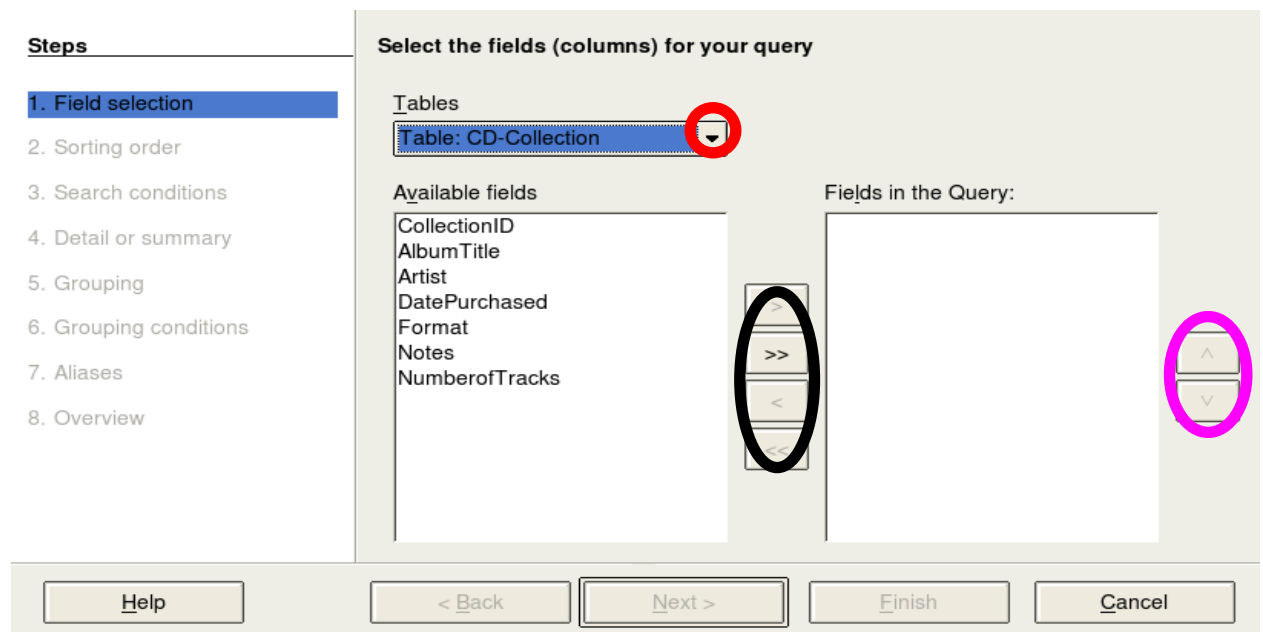 Steps
1. Field selection
2. Sorting order
3. Search conditions
4. Detail or summary
5. Grouping
6. Grouping conditions
7. Aliases
8. Overview
Select the fields (columns) for your query
Tables
Table: CD-Collection
Available fields
CollectionID
AlbumTitle
Artist
DatePurchased
Format
Notes
NumberofTracks
>
>>
<
<<
Fields in the Query:
^
v
Help
< Back
Next >
Finish
Cancel